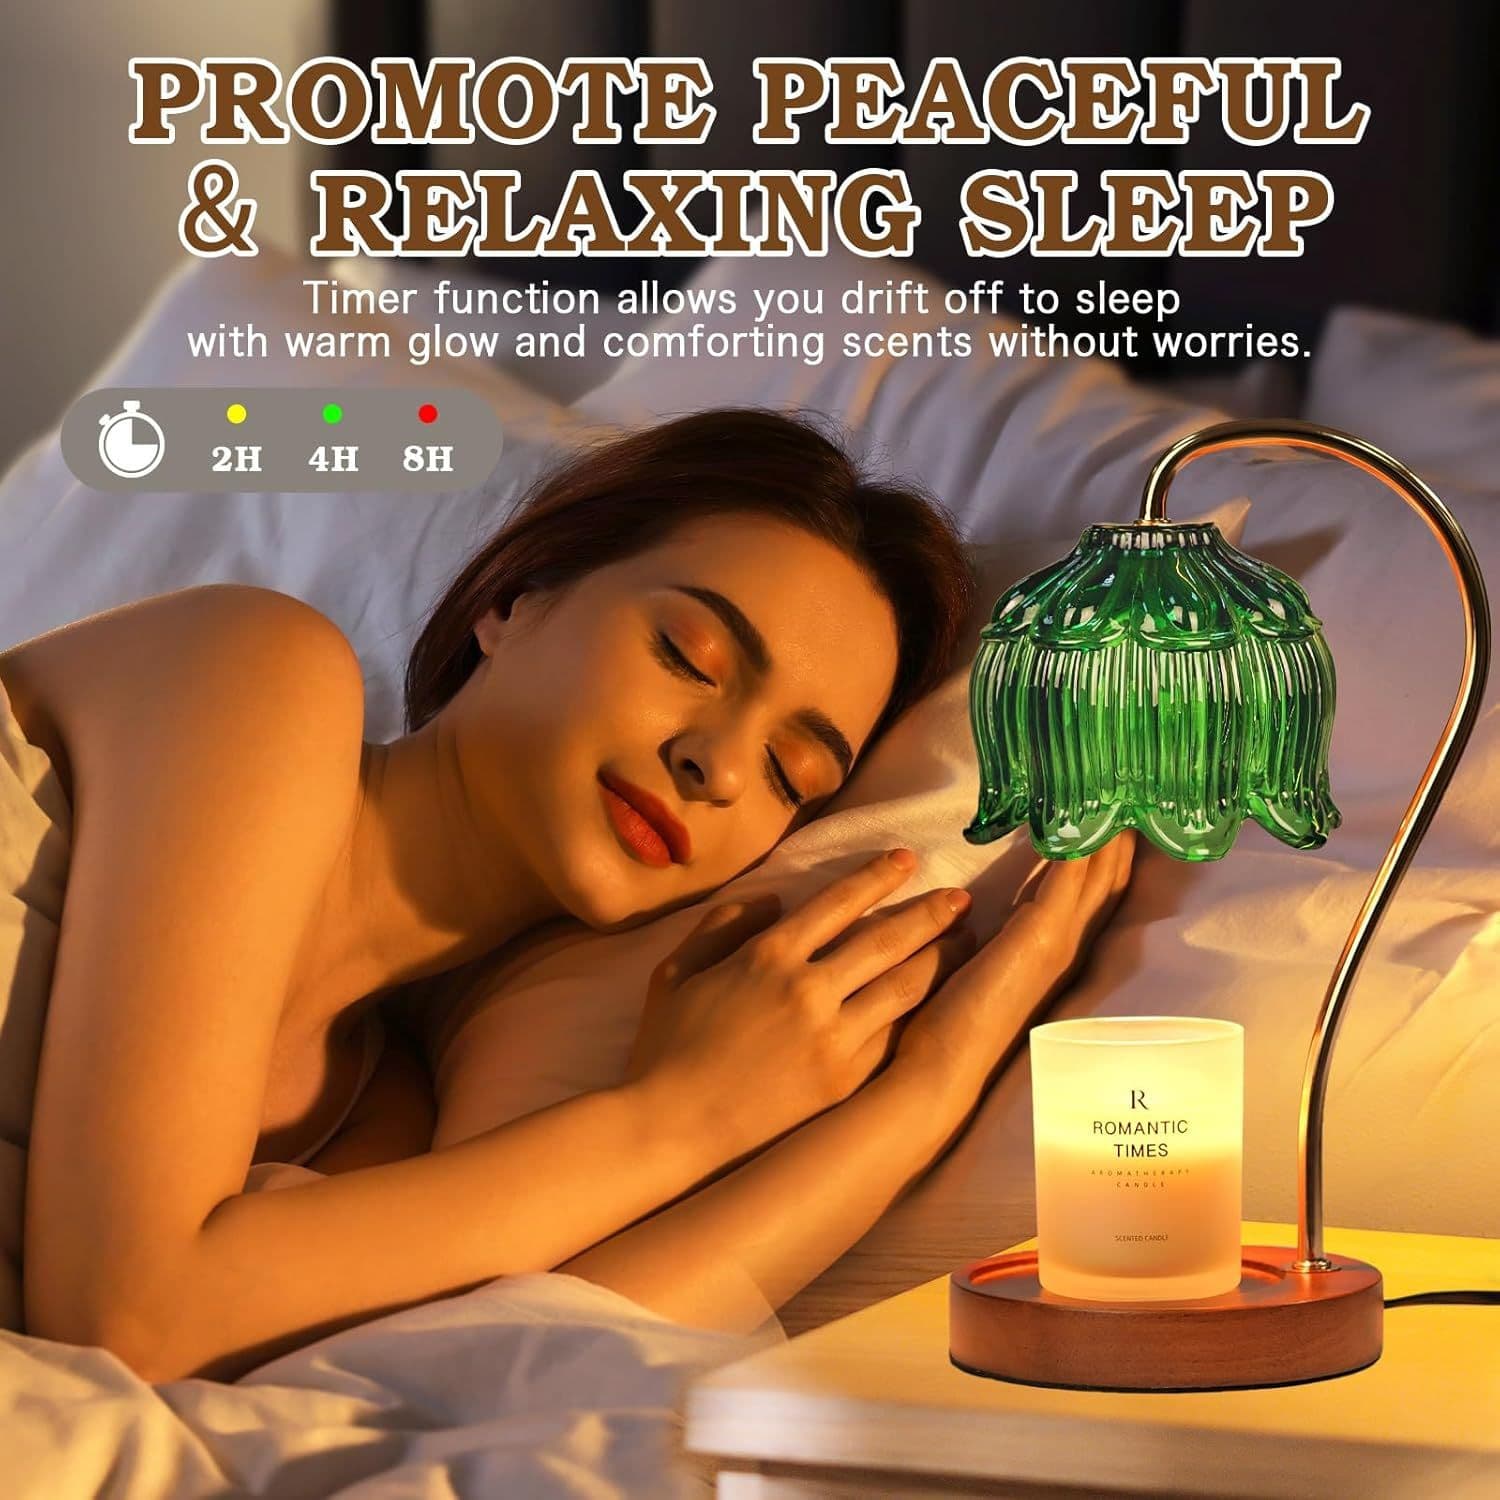 PROMOTE PEACEFUL
& RELAXING SLEEP
Timer function allows you drift off to sleep
with warm glow and comforting scents without worries.
2H 4H 8H
R
ROMANTIC
TIMES
AROMATHERAPY
CANDLE
SCENTED CANDLE